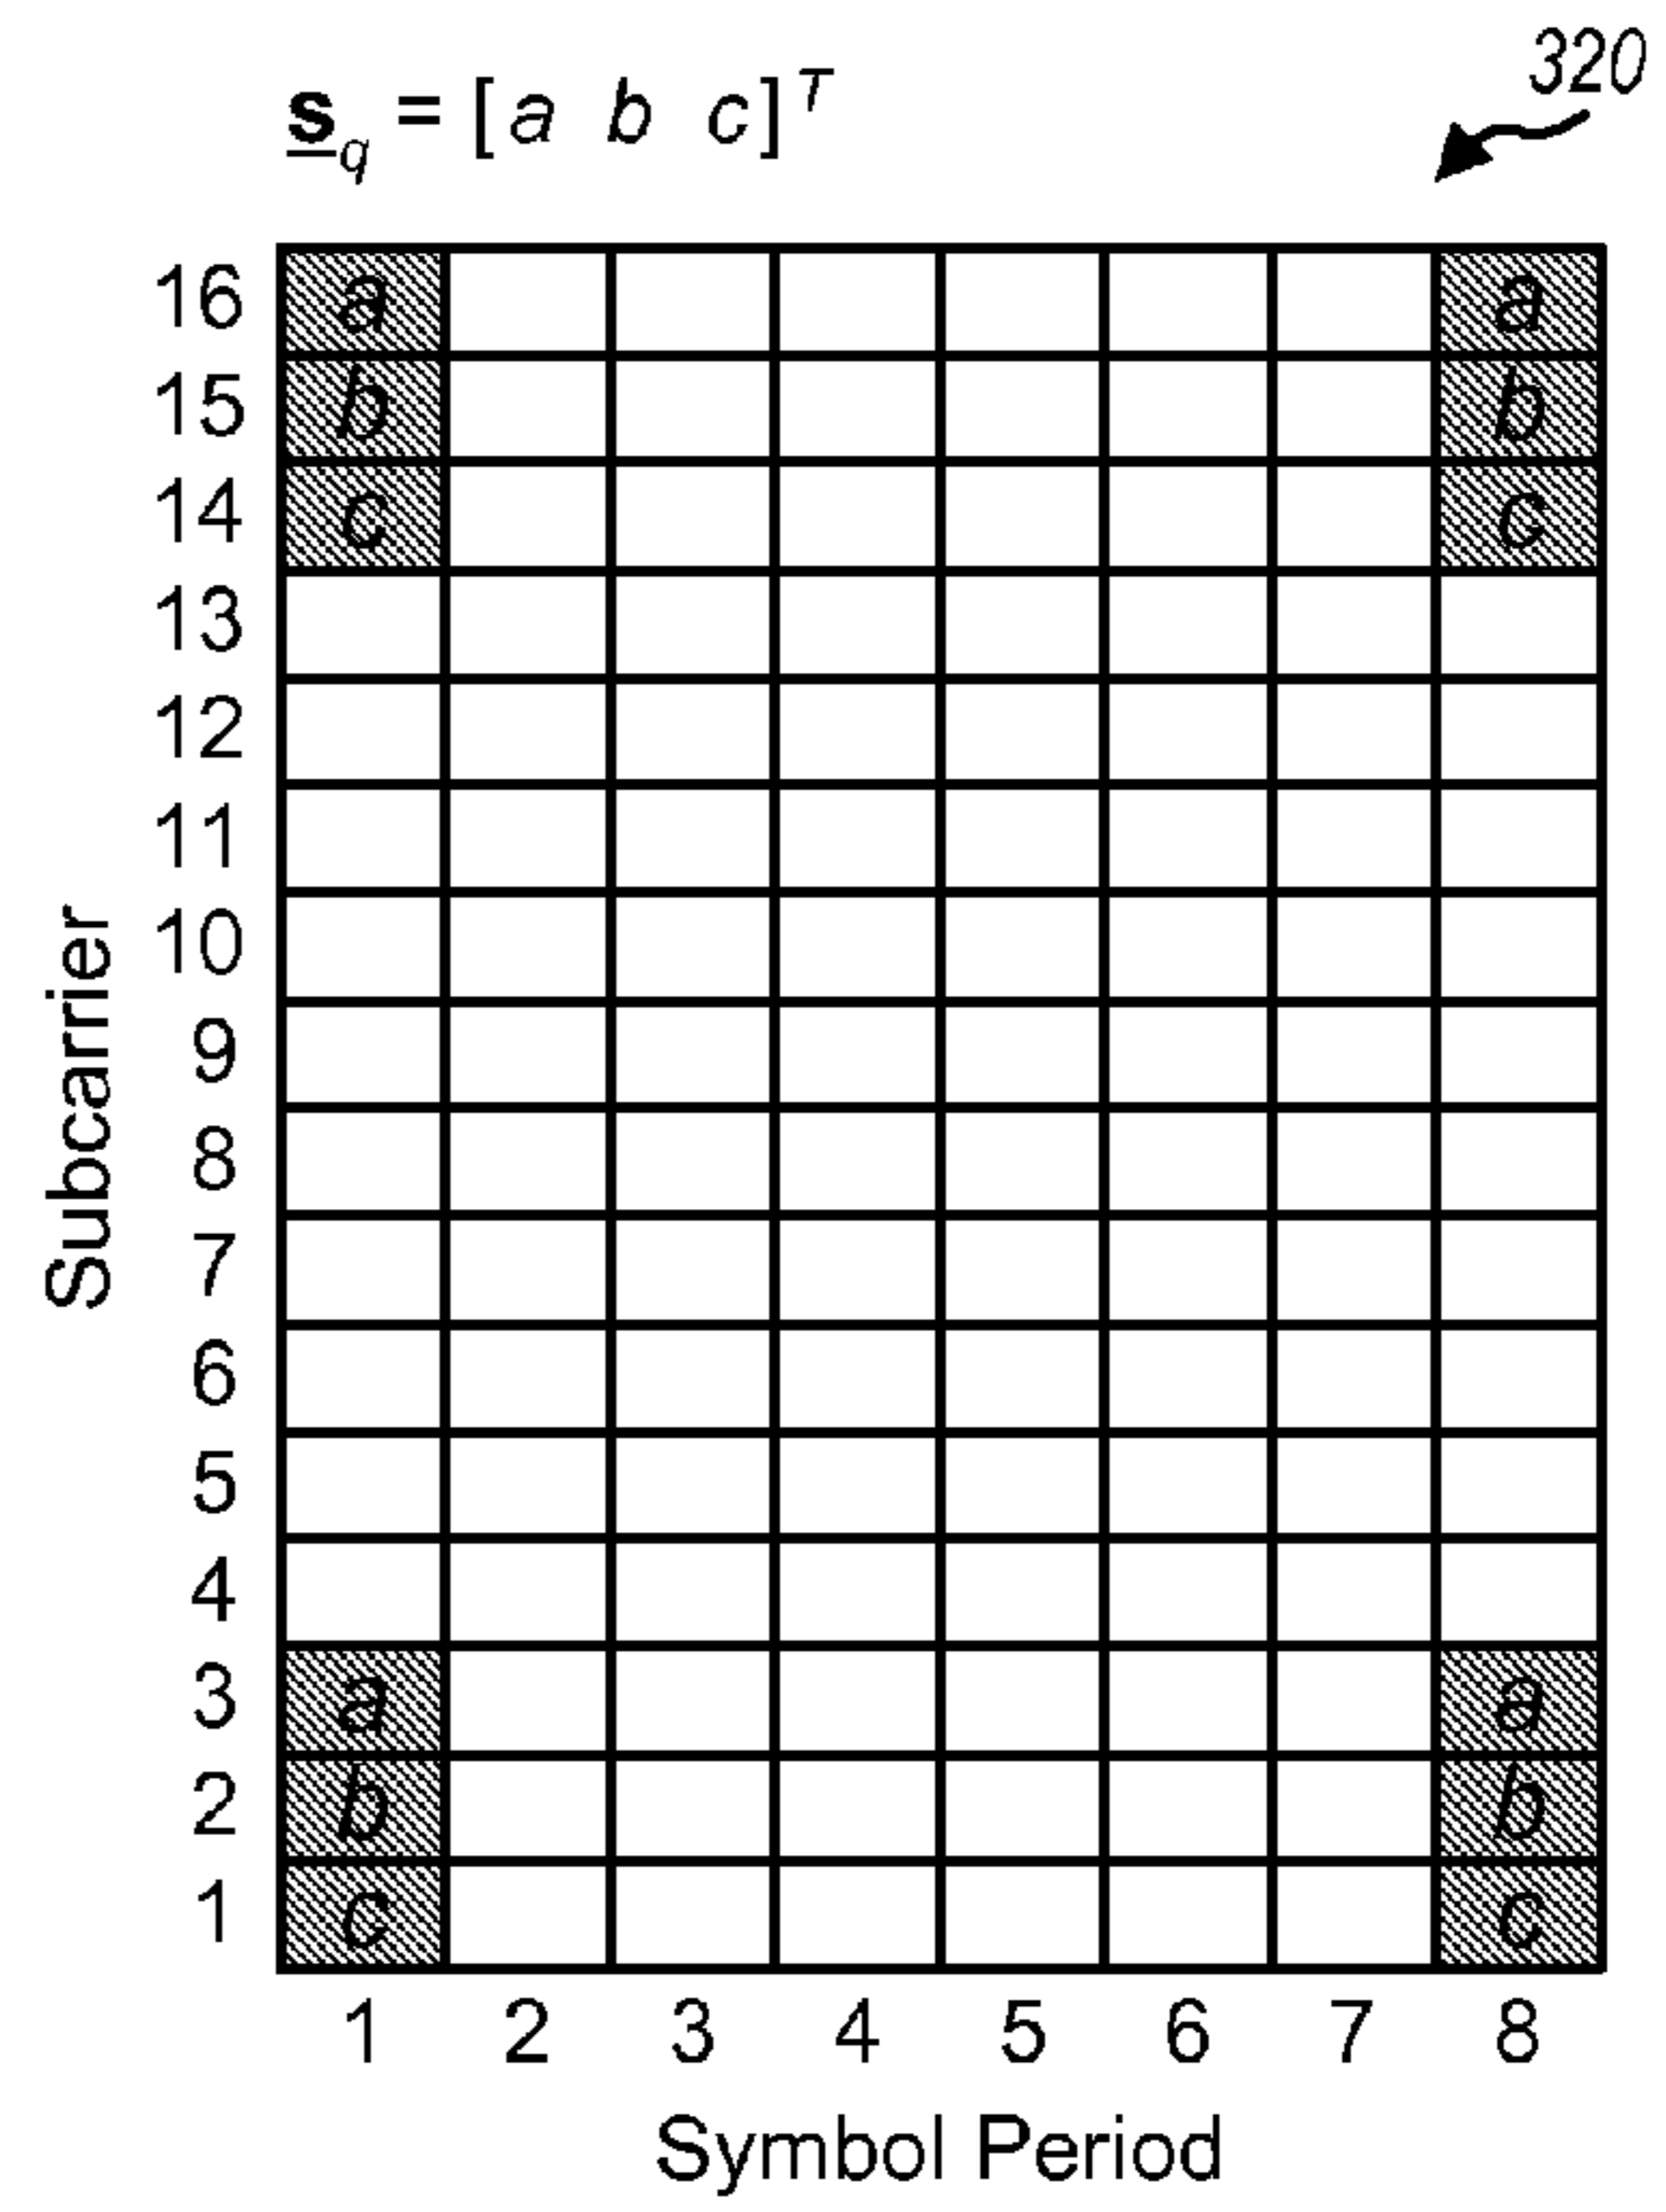 320
s_q = [a b c]^T
16 a a
15 b b
14 c c
13
12
11
10
9
8
7
6
5
4
3 a a
2 b b
1 c c
Subcarrier
1 2 3 4 5 6 7 8
Symbol Period